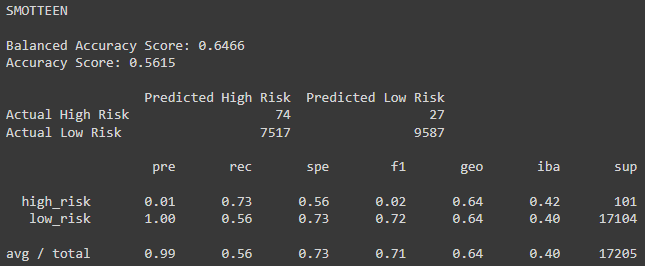 SMOTTEEN
Balanced Accuracy Score: 0.6466
Accuracy Score: 0.5615
Predicted High Risk Predicted Low Risk
Actual High Risk 74 27
Actual Low Risk 7517 9587
pre rec spe f1 geo iba sup
high_risk 0.01 0.73 0.56 0.02 0.64 0.42 101
low_risk 1.00 0.56 0.73 0.72 0.64 0.40 17104
avg / total 0.99 0.56 0.73 0.71 0.64 0.40 17205